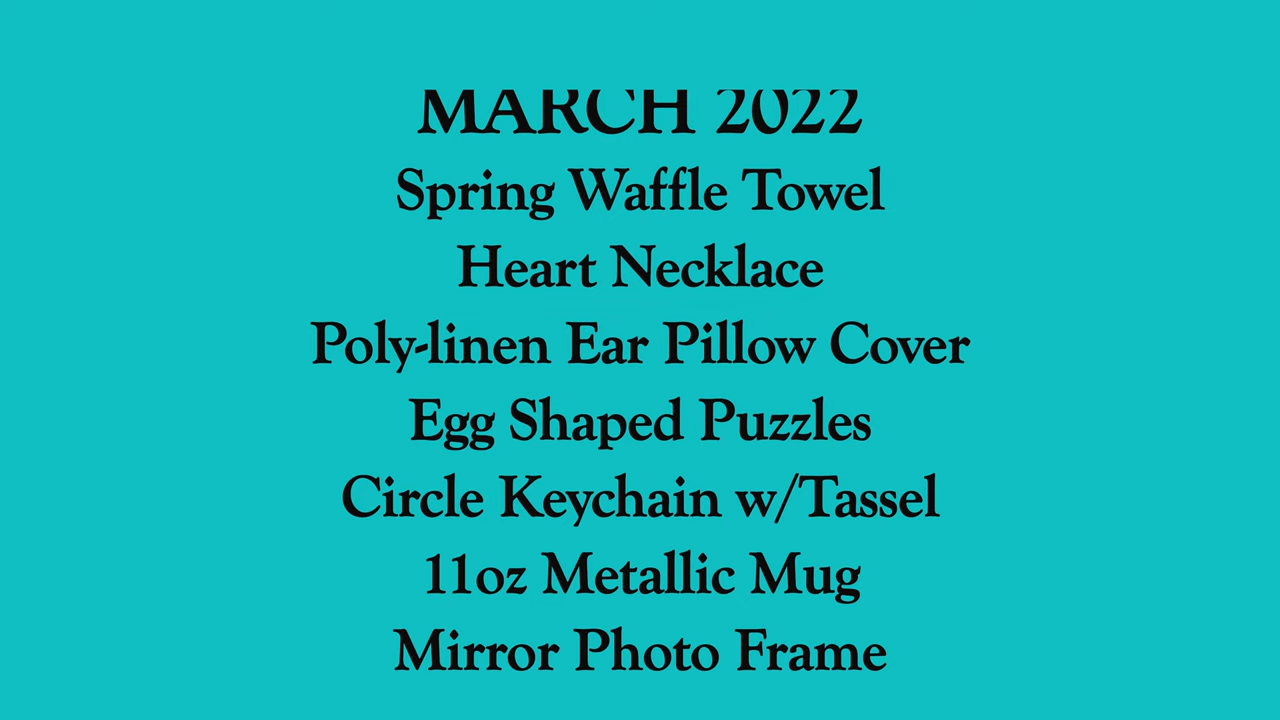 MARCH 2022
Spring Waffle Towel
Heart Necklace
Poly-linen Ear Pillow Cover
Egg Shaped Puzzles
Circle Keychain w/Tassel
11oz Metallic Mug
Mirror Photo Frame